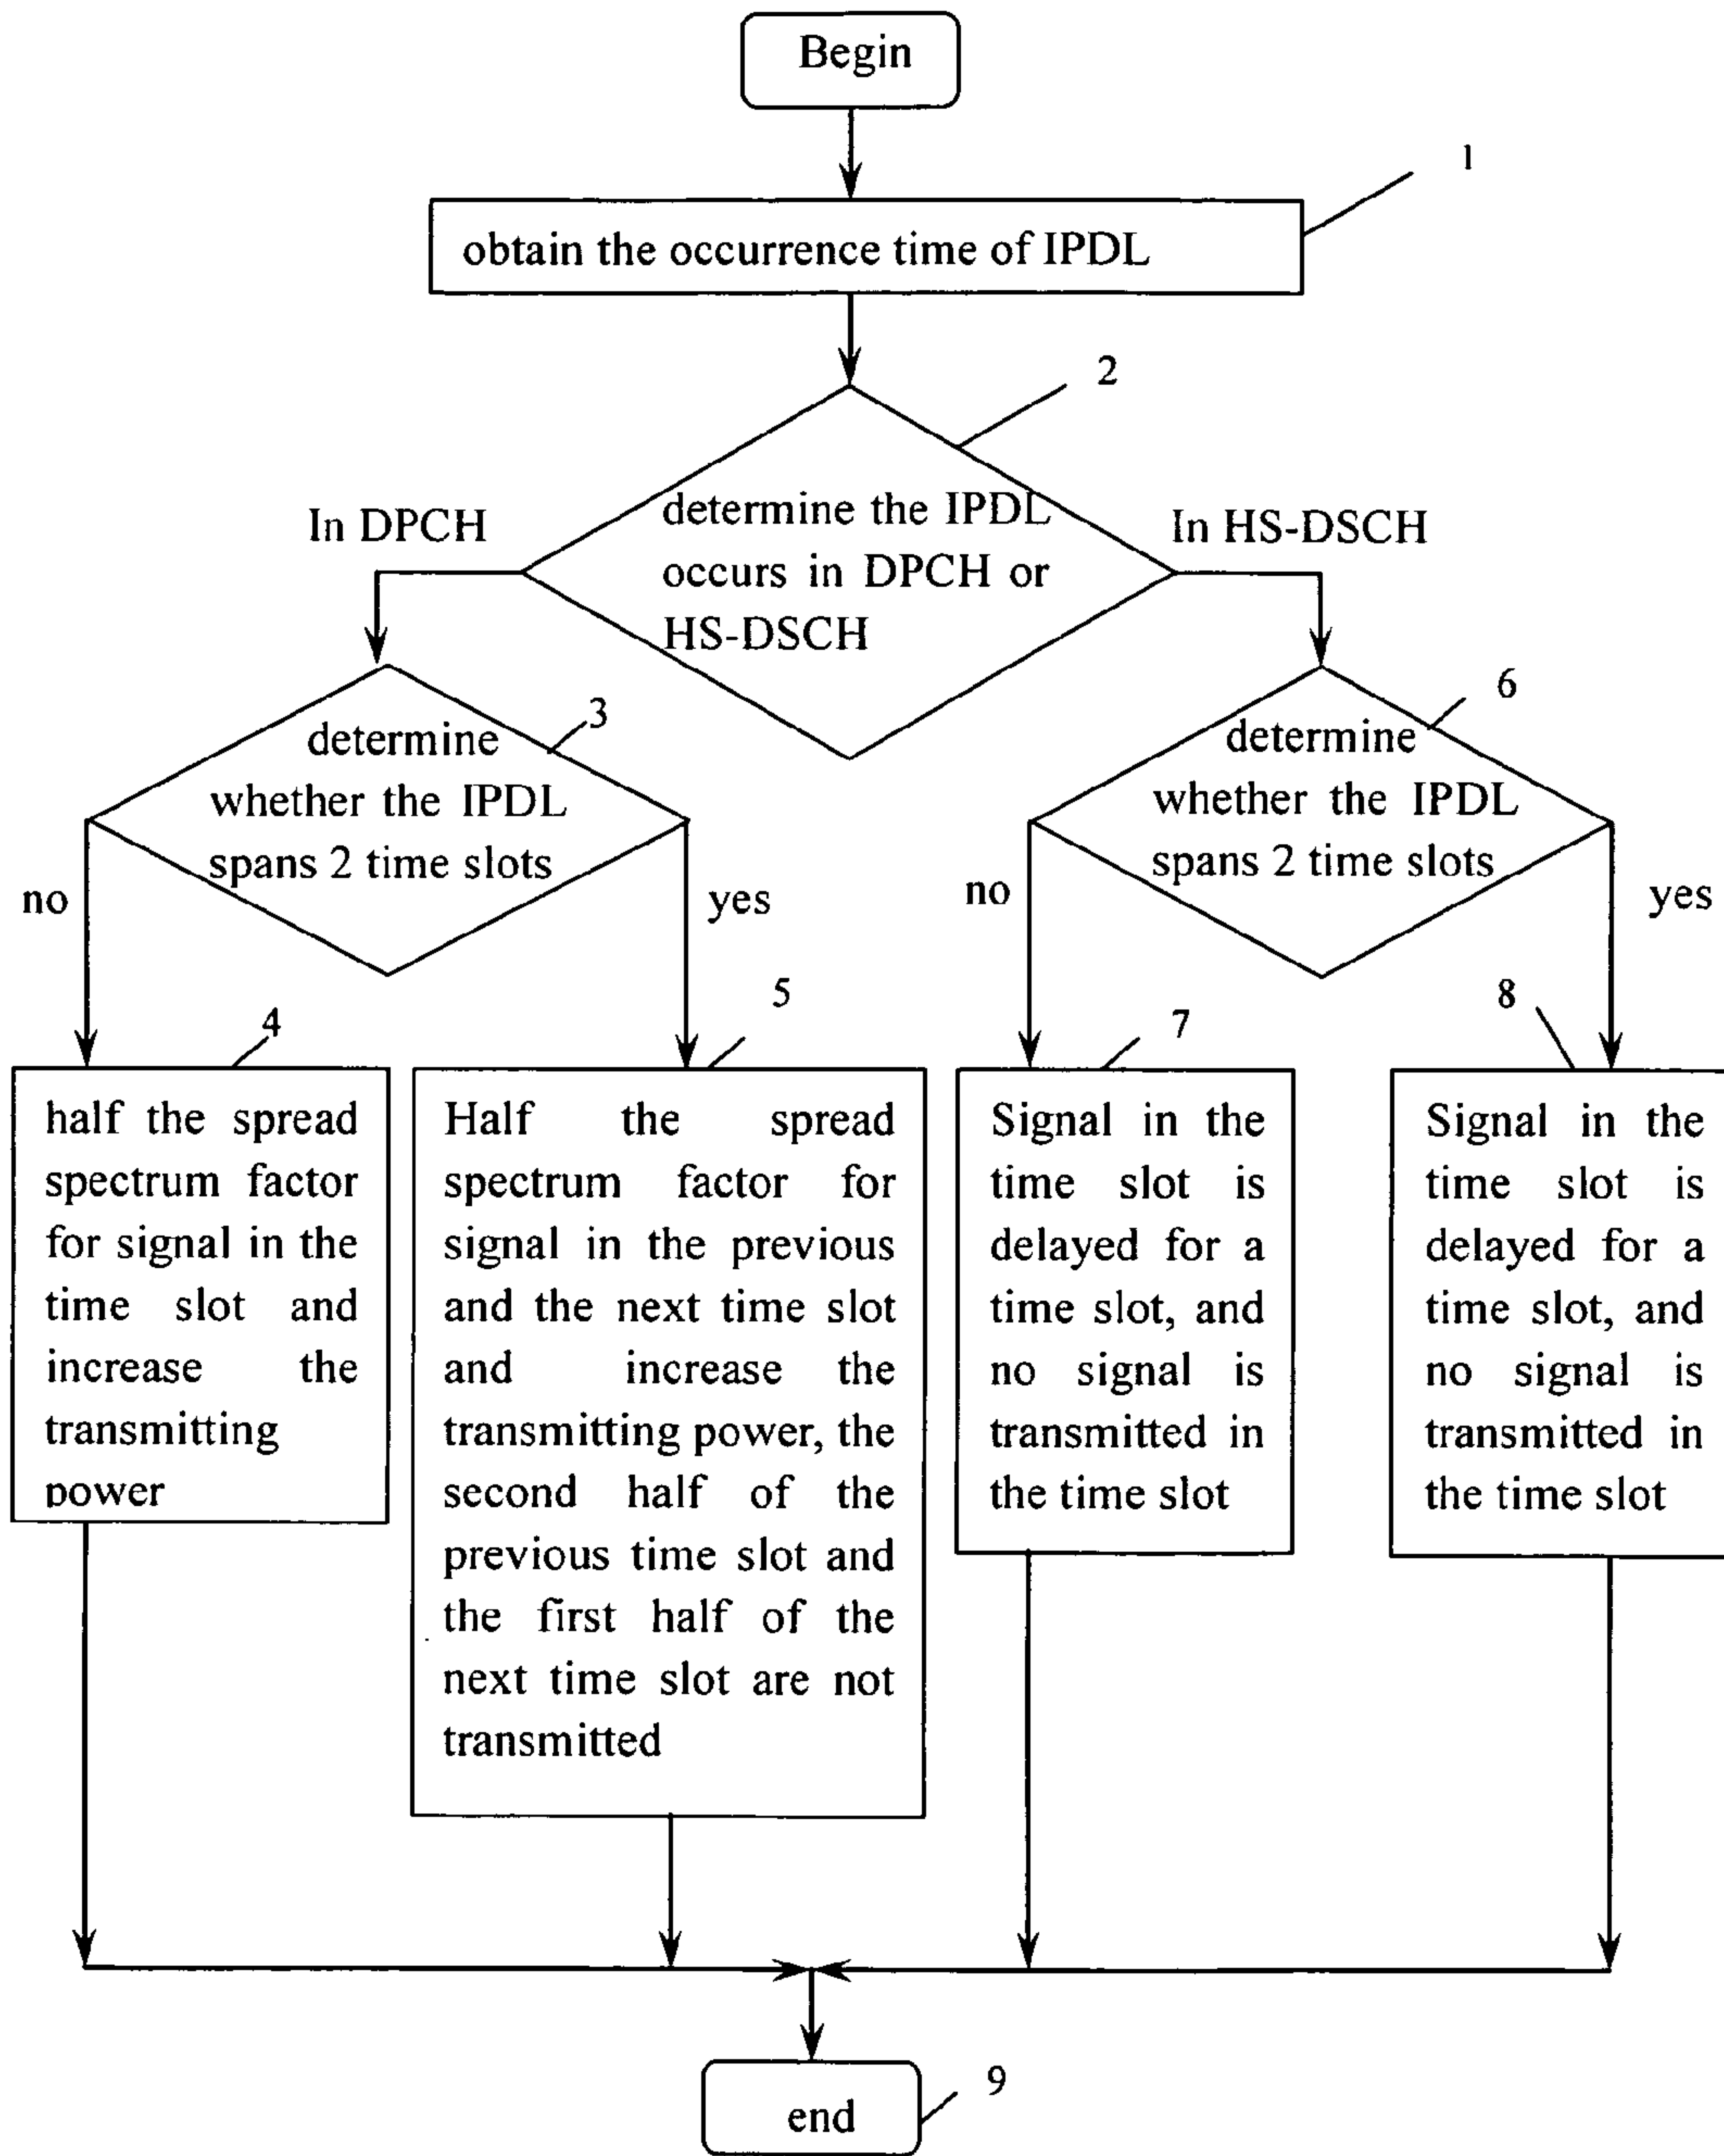 Begin
1
obtain the occurrence time of IPDL
2
In DPCH
determine the IPDL
occurs in DPCH or
HS-DSCH
In HS-DSCH
3
determine
whether the IPDL
spans 2 time slots
no
yes
6
determine
whether the IPDL
spans 2 time slots
no
yes
4
half the spread
spectrum factor
for signal in the
time slot and
increase the
transmitting
power
5
Half the spread
spectrum factor for
signal in the previous
and the next time slot
and increase the
transmitting power, the
second half of the
previous time slot and
the first half of the
next time slot are not
transmitted
7
Signal in the
time slot is
delayed for a
time slot, and
no signal is
transmitted in
the time slot
8
Signal in the
time slot is
delayed for a
time slot, and
no signal is
transmitted in
the time slot
end
9